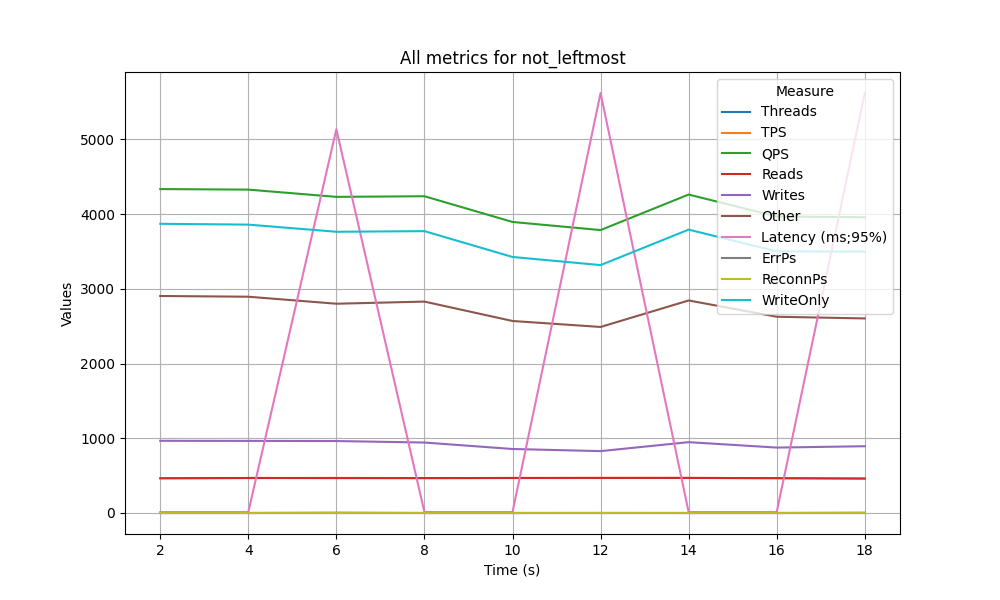 All metrics for not_leftmost
Measure
Threads
TPS
QPS
Reads
Writes
Other
Latency (ms;95%)
ErrPs
ReconnPs
WriteOnly
Values
5000
4000
3000
2000
1000
0
2 4 6 8 10 12 14 16 18
Time (s)